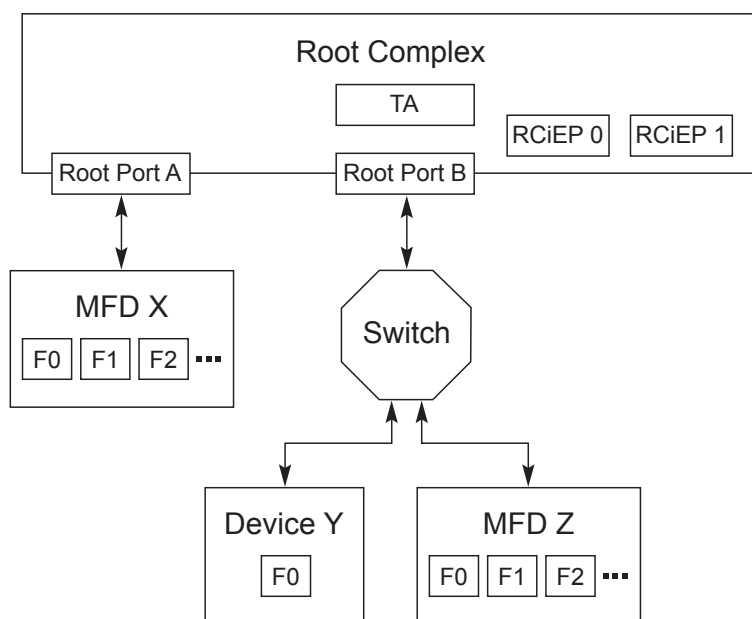 Root Complex
TA
RCiEP 0
RCiEP 1
Root Port A
Root Port B
MFD X
F0 F1 F2
Switch
Device Y
F0
MFD Z
F0 F1 F2